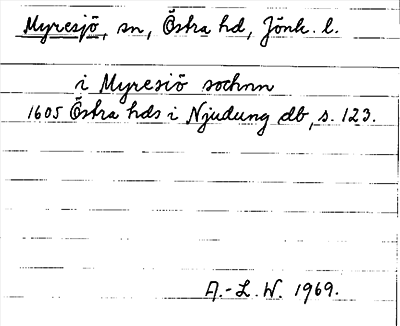 Myresjö, sn, Östra hd, Jönk. l.
i Myresiö sochnn
1605 Östra hds i Njudung db, s. 123.
A.-L. W. 1969.